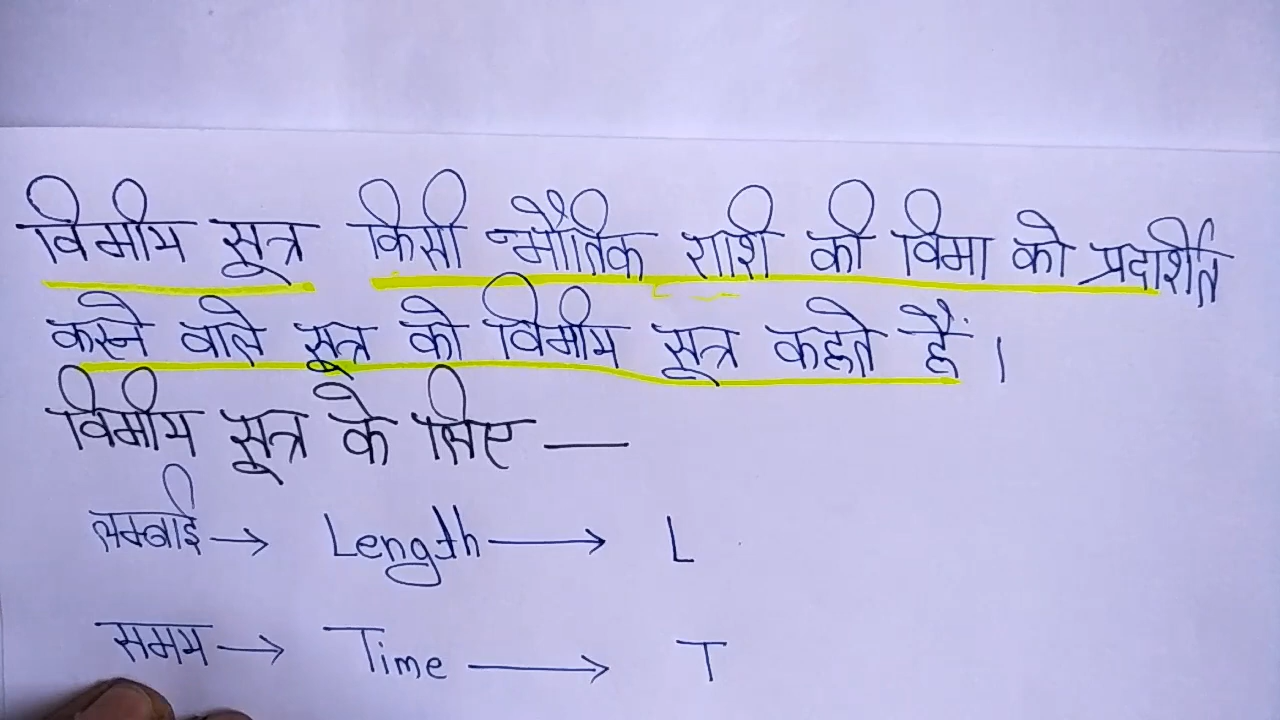 विमीय सूत्र किसी भौतिक राशि की विमा को प्रदर्शित
करने वाले सूत्र को विमीय सूत्र कहते हैं।
विमीय सूत्र के लिए —
लम्बाई → Length → L
समय → Time → T